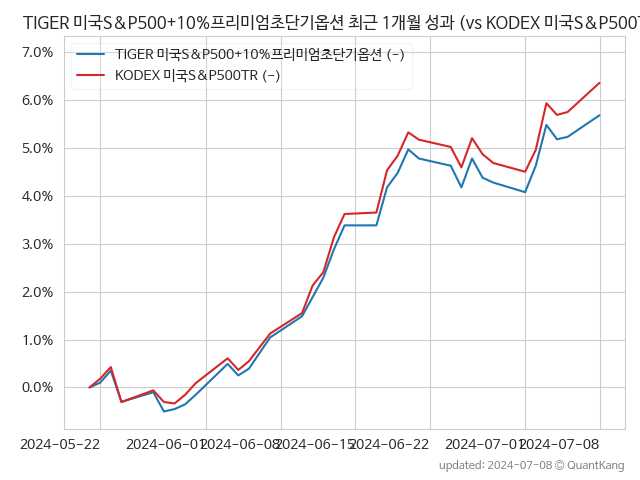 TIGER 미국S&P500+10%프리미엄초단기옵션 최근 1개월 성과 (vs KODEX 미국S&P500T
TIGER 미국S&P500+10%프리미엄초단기옵션 (-)
KODEX 미국S&P500TR (-)
7.0%
6.0%
5.0%
4.0%
3.0%
2.0%
1.0%
0.0%
2024-05-22 2024-06-01 2024-06-08 2024-06-15 2024-06-22 2024-07-01 2024-07-08
updated: 2024-07-08 © QuantKang